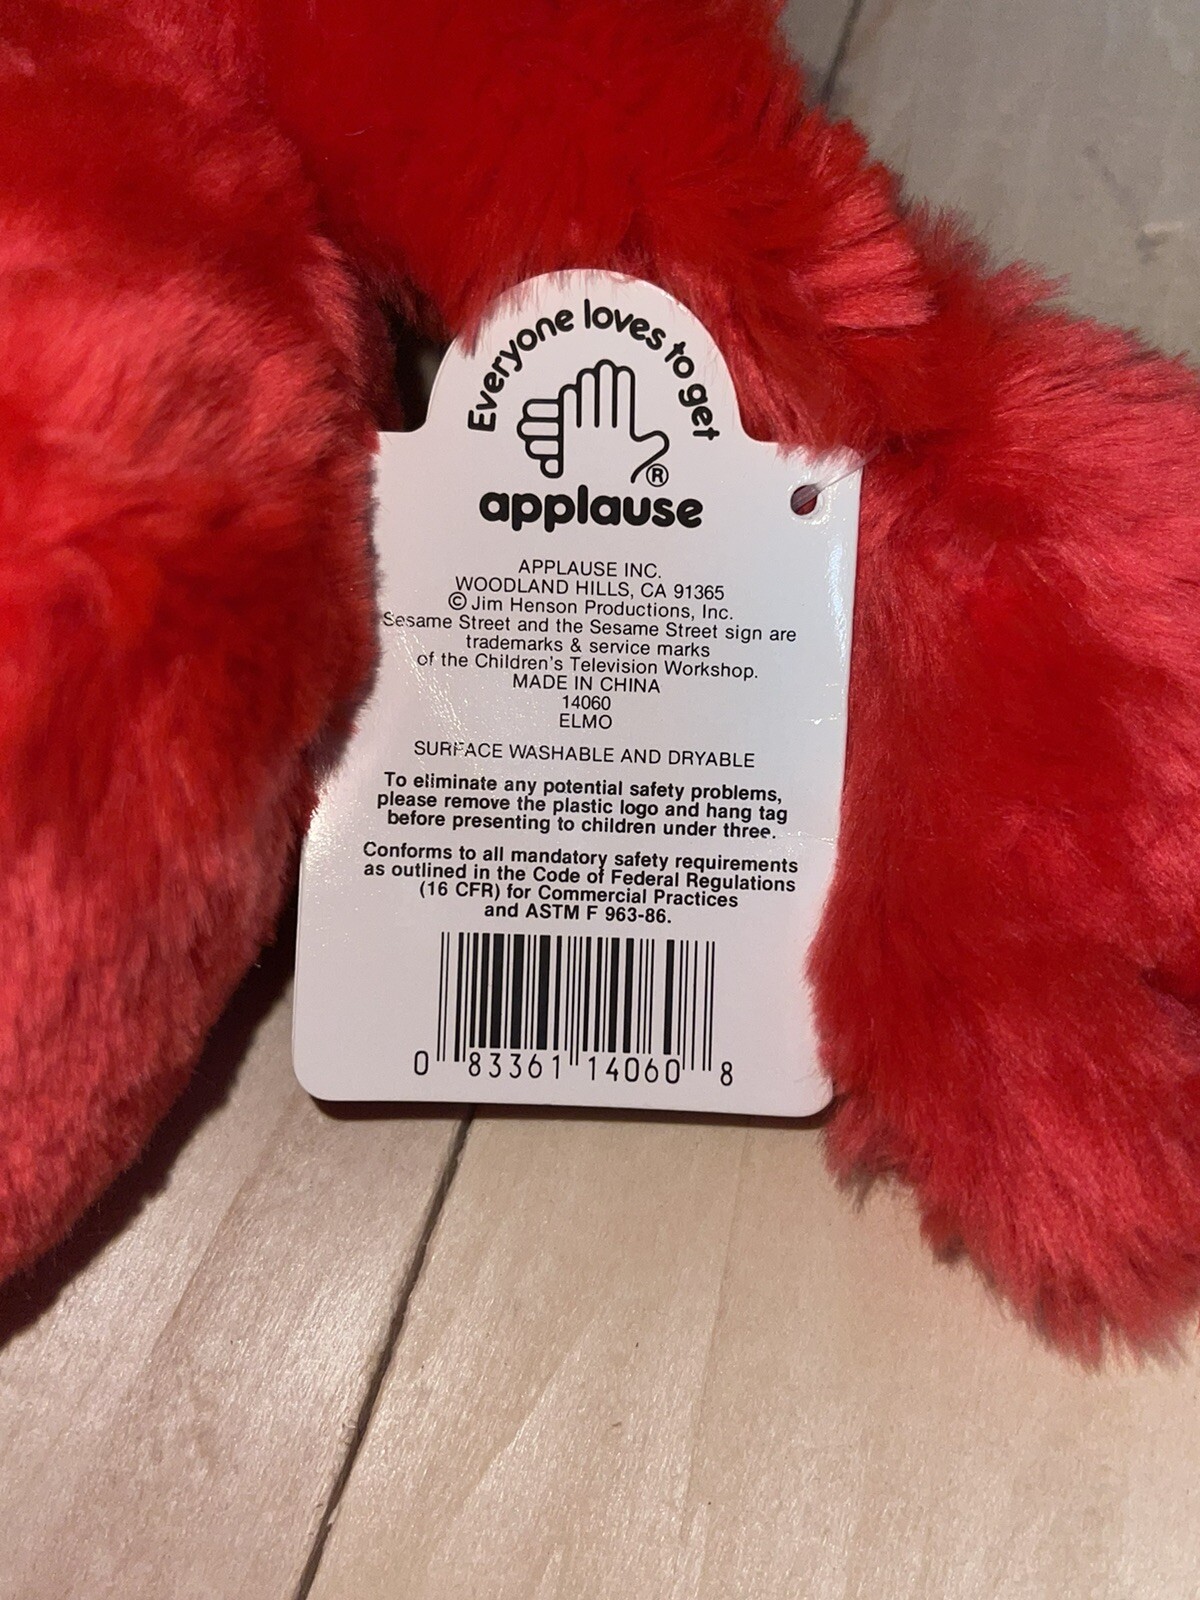 Everyone loves to get
®
applause
APPLAUSE INC.
WOODLAND HILLS, CA 91365
© Jim Henson Productions, Inc.
Sesame Street and the Sesame Street sign are
trademarks & service marks
of the Children's Television Workshop.
MADE IN CHINA
14060
ELMO
SURFACE WASHABLE AND DRYABLE
To eliminate any potential safety problems,
please remove the plastic logo and hang tag
before presenting to children under three.
Conforms to all mandatory safety requirements
as outlined in the Code of Federal Regulations
(16 CFR) for Commercial Practices
and ASTM F 963-86.
0 83361 14060 8